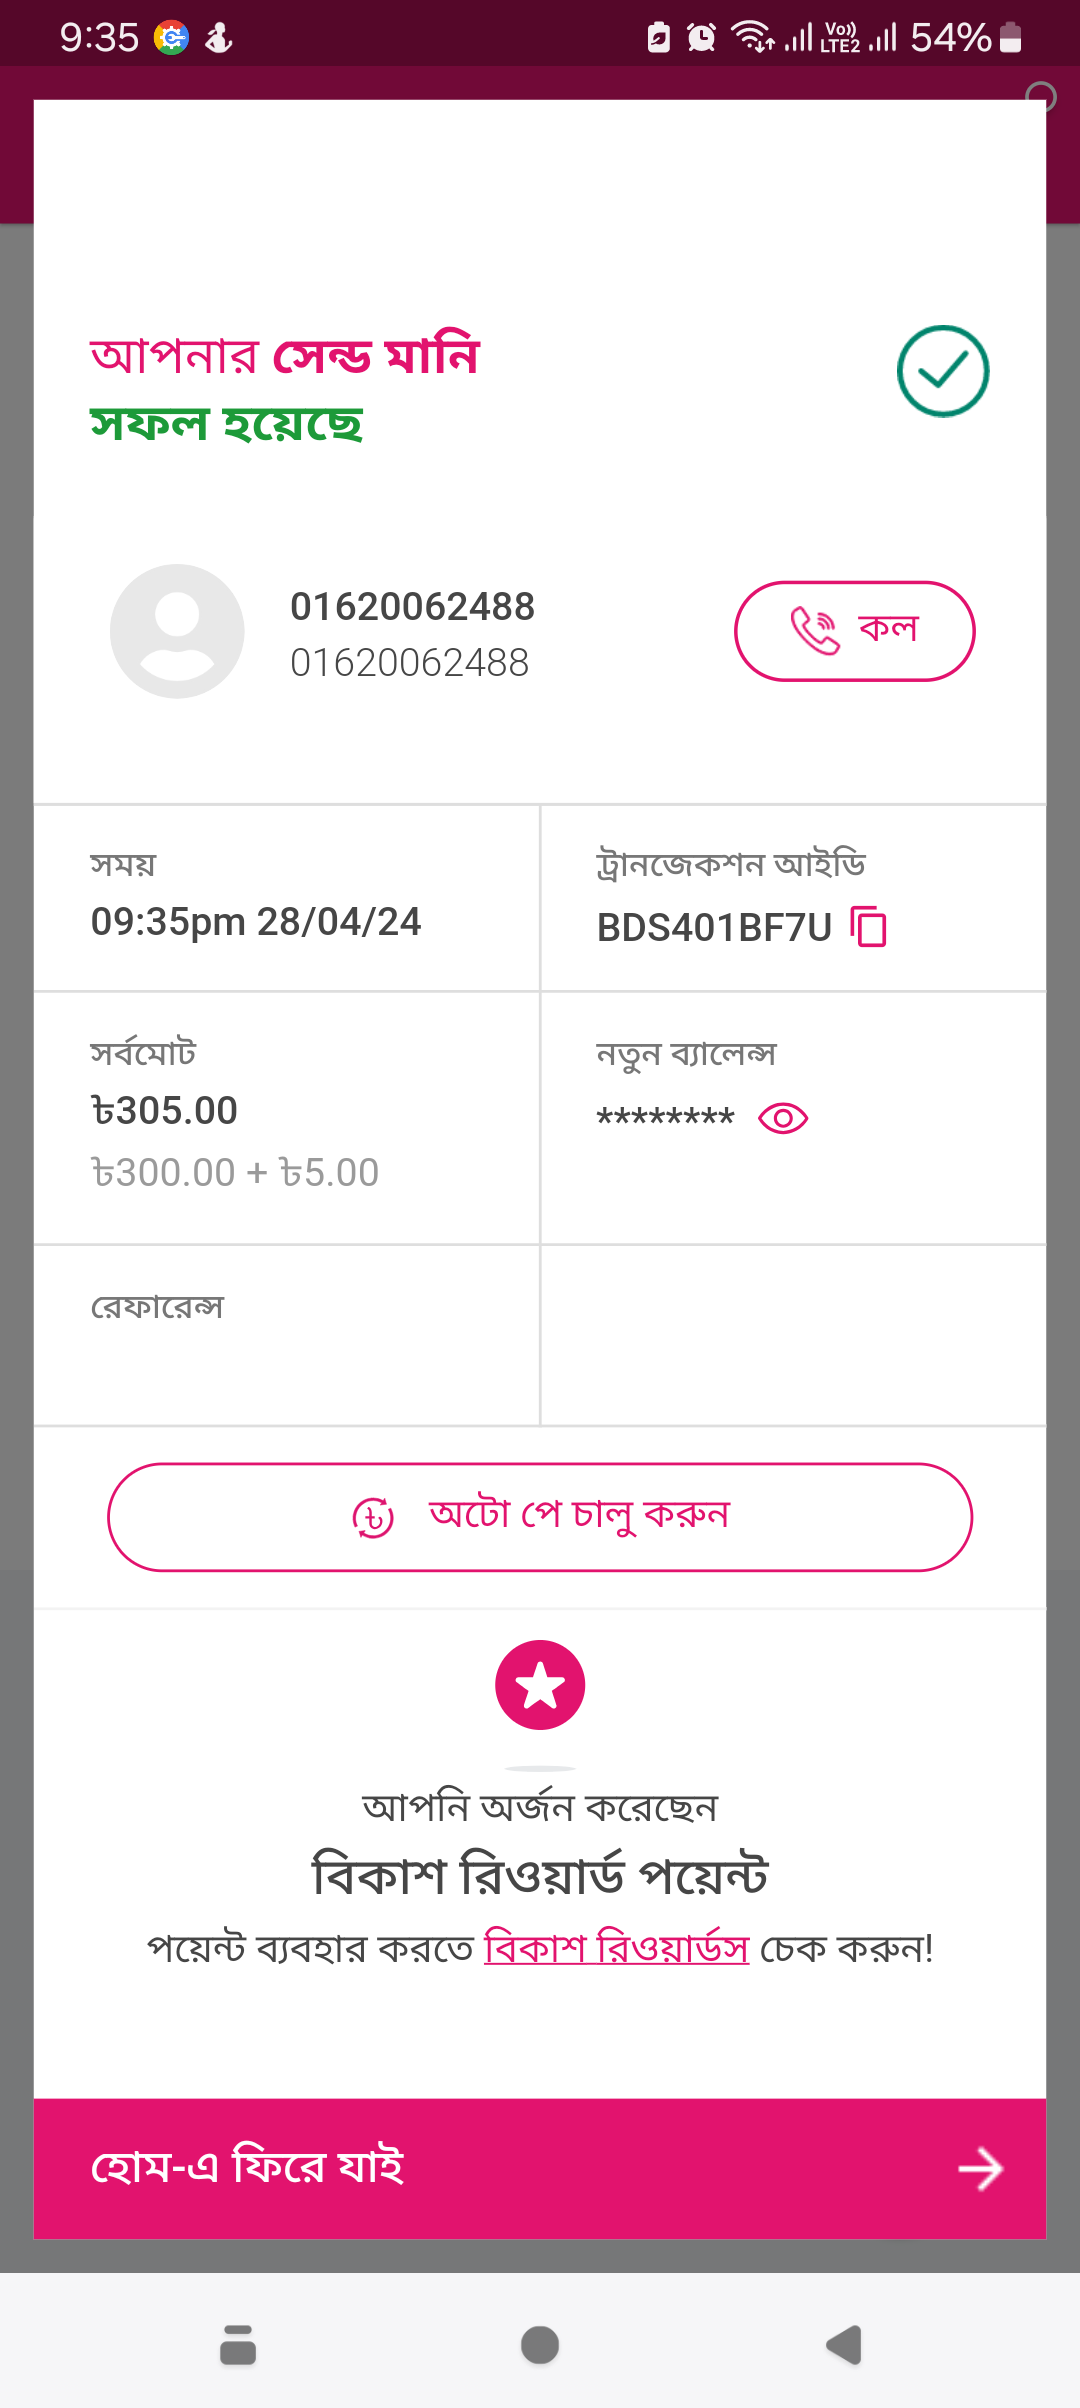 9:35 Vo)) LTE2 54%
আপনার সেন্ড মানি
সফল হয়েছে
01620062488
01620062488
কল
সময়
09:35pm 28/04/24
ট্রানজেকশন আইডি
BDS401BF7U
সর্বমোট
৳305.00
৳300.00 + ৳5.00
নতুন ব্যালেন্স
********
রেফারেন্স
অটো পে চালু করুন
আপনি অর্জন করেছেন
বিকাশ রিওয়ার্ড পয়েন্ট
পয়েন্ট ব্যবহার করতে বিকাশ রিওয়ার্ডস চেক করুন!
হোম-এ ফিরে যাই